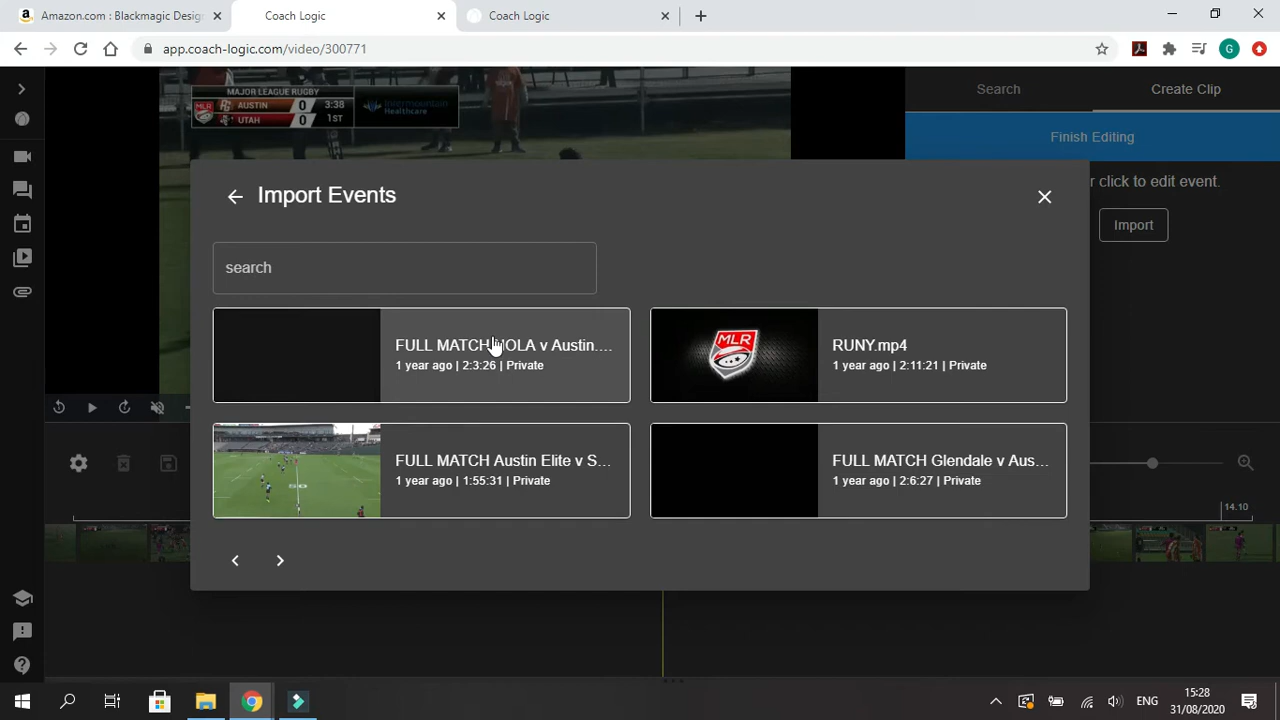 Amazon.com : Blackmagic Desig
Coach Logic
Coach Logic
app.coach-logic.com/video/300771
G
MAJOR LEAGUE RUGBY
MLR AUSTIN 0 3:38
UTAH 0 1ST
Intermountain
Healthcare
Search
Create Clip
Finish Editing
r click to edit event.
Import
Import Events
search
FULL MATCH NOLA v Austin....
1 year ago | 2:3:26 | Private
MLR
RUNY.mp4
1 year ago | 2:11:21 | Private
FULL MATCH Austin Elite v S...
1 year ago | 1:55:31 | Private
FULL MATCH Glendale v Aus...
1 year ago | 2:6:27 | Private
14.10
ENG
15:28
31/08/2020